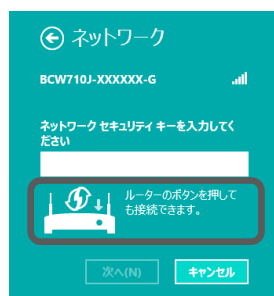 ネットワーク
BCW710J-XXXXXX-G
ネットワーク セキュリティ キーを入力してく
ださい
ルーターのボタンを押して
も接続できます。
次へ(N)
キャンセル